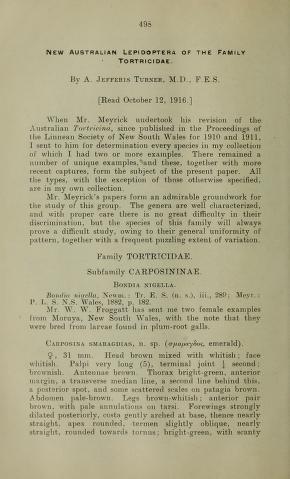 498
NEW AUSTRALIAN LEPIDOPTERA OF THE FAMILY
TORTRICIDAE.
By A. JEFFERIS TURNER, M.D., F.E.S.
[Read October 12, 1916.]
When Mr. Meyrick undertook his revision of the
Australian Tortricina, since published in the Proceedings of
the Linnean Society of New South Wales for 1910 and 1911,
I sent to him for determination every species in my collection
of which I had two or more examples. There remained a
number of unique examples, and these, together with more
recent captures, form the subject of the present paper. All
the types, with the exception of those otherwise specified,
are in my own collection.
Mr. Meyrick's papers form an admirable groundwork for
the study of this group. The genera are well characterized,
and with proper care there is no great difficulty in their
discrimination, but the species of this family will always
prove a difficult study, owing to their general uniformity of
pattern, together with a frequent puzzling extent of variation.
Family TORTRICIDAE.
Subfamily CARPOSININAE.
BONDIA NIGELLA.
Bondia nigella, Newm.: Tr. E. S. (n. s.), iii., 289; Meyr.:
P. L. S. N.S. Wales, 1882, p. 182.
Mr. W. W. Froggatt has sent me two female examples
from Moruya, New South Wales, with the note that they
were bred from larvae found in plum-root galls.
CARPOSINA SMARAGDIAS, n. sp. (σμαραγδος, emerald).
♀, 31 mm. Head brown mixed with whitish; face
whitish. Palpi very long (5), terminal joint ⅓ second;
brownish. Antennae brown. Thorax bright-green, anterior
margin, a transverse median line, a second line behind this,
a posterior spot, and some scattered scales on patagia brown.
Abdomen pale-brown. Legs brown-whitish; anterior pair
brown, with pale annulations on tarsi. Forewings strongly
dilated posteriorly, costa gently arched at base, thence nearly
straight, apex rounded, termen slightly oblique, nearly
straight, rounded towards tornus; bright-green, with scanty